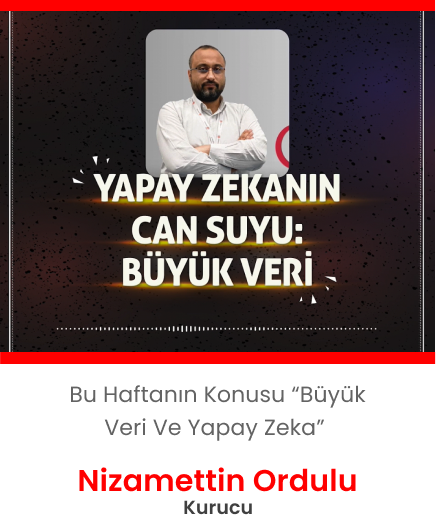 YAPAY ZEKANIN
CAN SUYU:
BÜYÜK VERİ
Bu Haftanın Konusu “Büyük
Veri Ve Yapay Zeka”
Nizamettin Ordulu
Kurucu